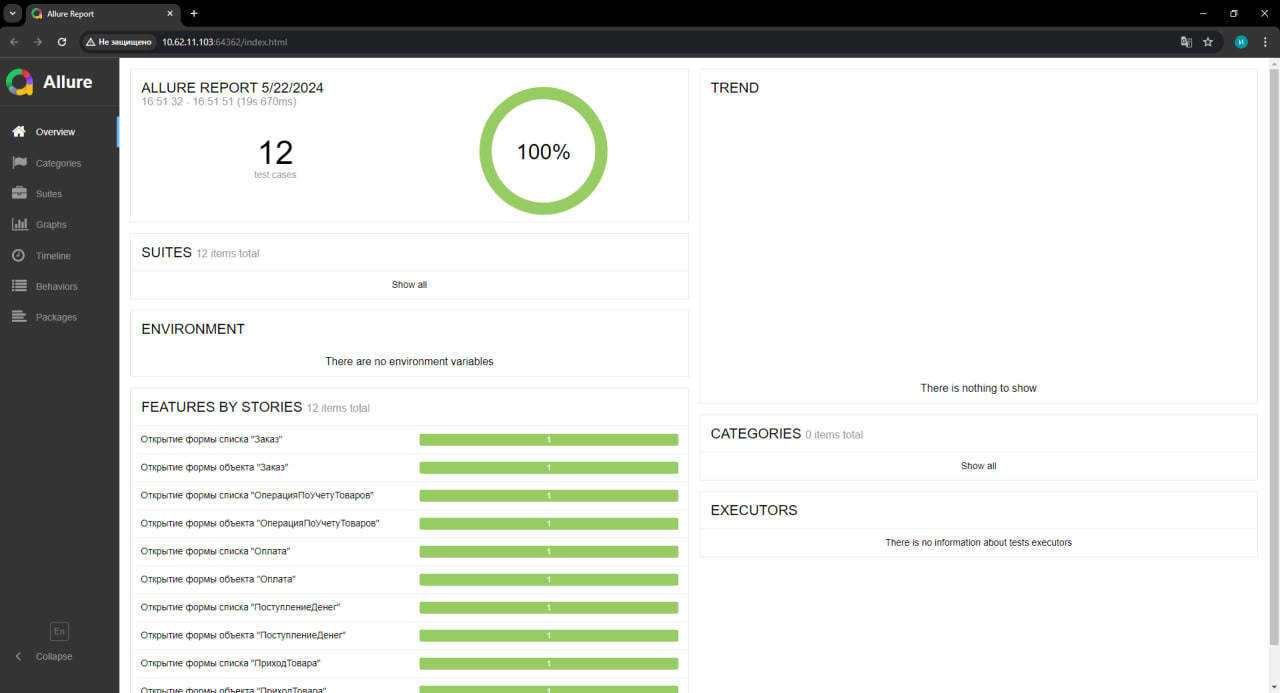 Allure Report
Не защищено
10.62.11.103:64362/index.html
И
Allure
Overview
Categories
Suites
Graphs
Timeline
Behaviors
Packages
En
Collapse
ALLURE REPORT 5/22/2024
16:51:32 - 16:51:51 (19s 670ms)
12
test cases
100%
SUITES 12 items total
Show all
ENVIRONMENT
There are no environment variables
FEATURES BY STORIES 12 items total
Открытие формы списка "Заказ" 1
Открытие формы объекта "Заказ" 1
Открытие формы списка "ОперацияПоУчетуТоваров" 1
Открытие формы объекта "ОперацияПоУчетуТоваров" 1
Открытие формы списка "Оплата" 1
Открытие формы объекта "Оплата" 1
Открытие формы списка "ПоступлениеДенег" 1
Открытие формы объекта "ПоступлениеДенег" 1
Открытие формы списка "ПриходТовара" 1
Открытие формы объекта "ПриходТовара" 1
TREND
There is nothing to show
CATEGORIES 0 items total
Show all
EXECUTORS
There is no information about tests executors